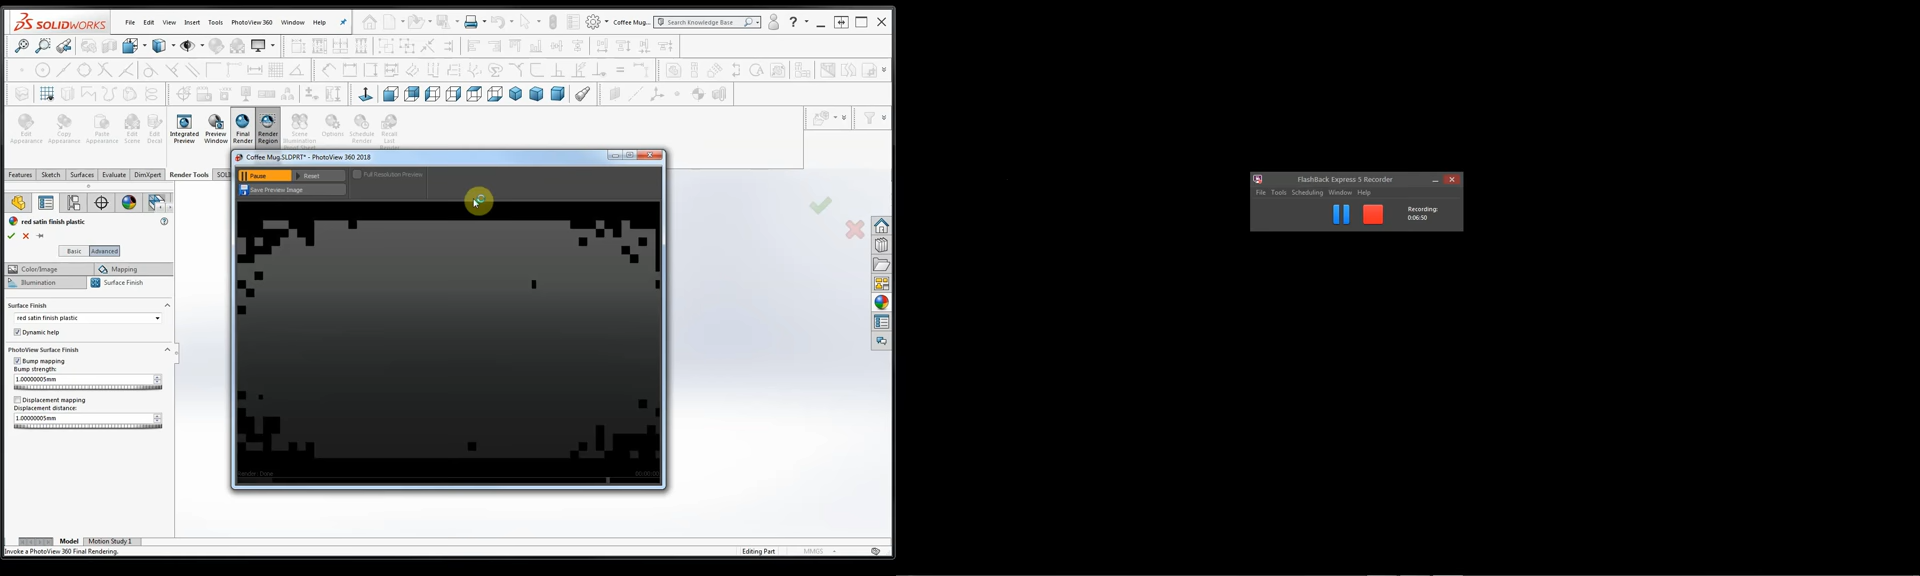 SOLIDWORKS File Edit View Insert Tools PhotoView 360 Window Help Coffee Mug... Search Knowledge Base ?
Edit Appearance Copy Appearance Paste Appearance Edit Scene Edit Decal Integrated Preview Preview Window Final Render Render Region Options Schedule Render Recall Last
Features Sketch Surfaces Evaluate DimXpert Render Tools SOL
Coffee Mug.SLDPRT* - PhotoView 360 2018
Pause Reset Full Resolution Preview
Save Preview Image
red satin finish plastic
Basic Advanced
Color/Image Mapping
Illumination Surface Finish
Surface Finish
red satin finish plastic
Dynamic help
PhotoView Surface Finish
Bump mapping
Bump strength:
1.00000005mm
Displacement mapping
Displacement distance:
1.00000005mm
Render: Done
Model Motion Study 1
Invoke a PhotoView 360 Final Rendering. Editing Part MMGS
FlashBack Express 5 Recorder
File Tools Scheduling Window Help
Recording:
0:06:50